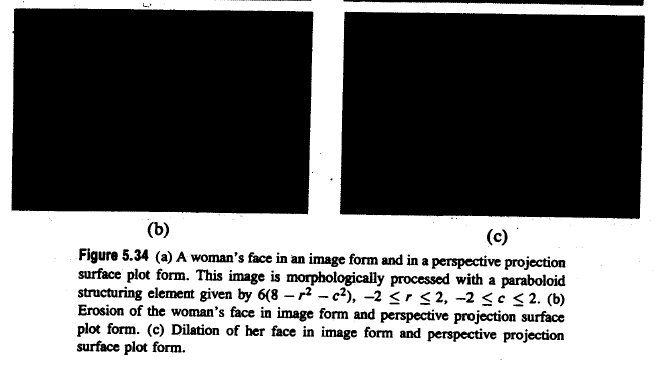 (b)
(c)
Figure 5.34 (a) A woman's face in an image form and in a perspective projection
surface plot form. This image is morphologically processed with a paraboloid
structuring element given by 6(8 – r² – c²), –2 ≤ r ≤ 2, –2 ≤ c ≤ 2. (b)
Erosion of the woman's face in image form and perspective projection surface
plot form. (c) Dilation of her face in image form and perspective projection
surface plot form.